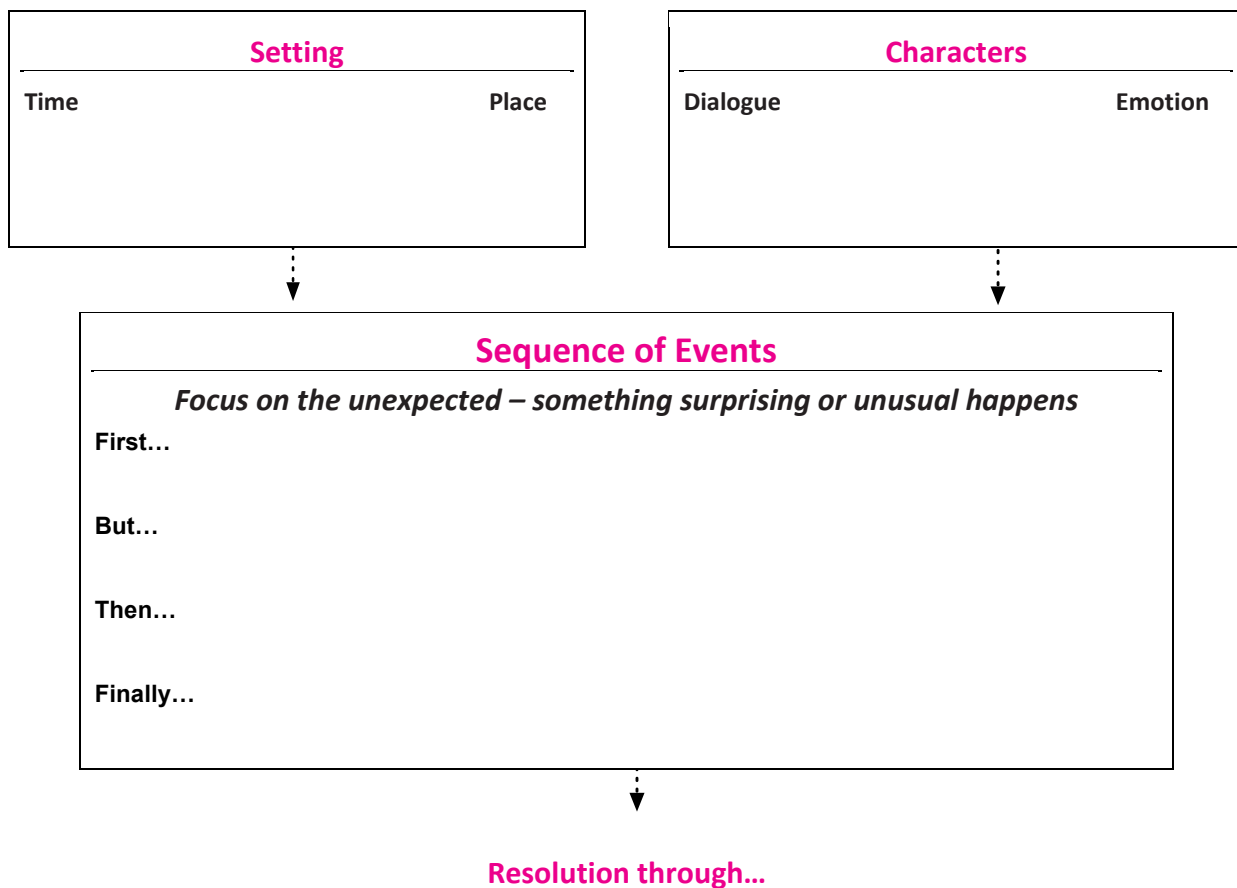 Setting
Time Place
Characters
Dialogue Emotion
Sequence of Events
Focus on the unexpected – something surprising or unusual happens
First…
But…
Then…
Finally…
Resolution through…